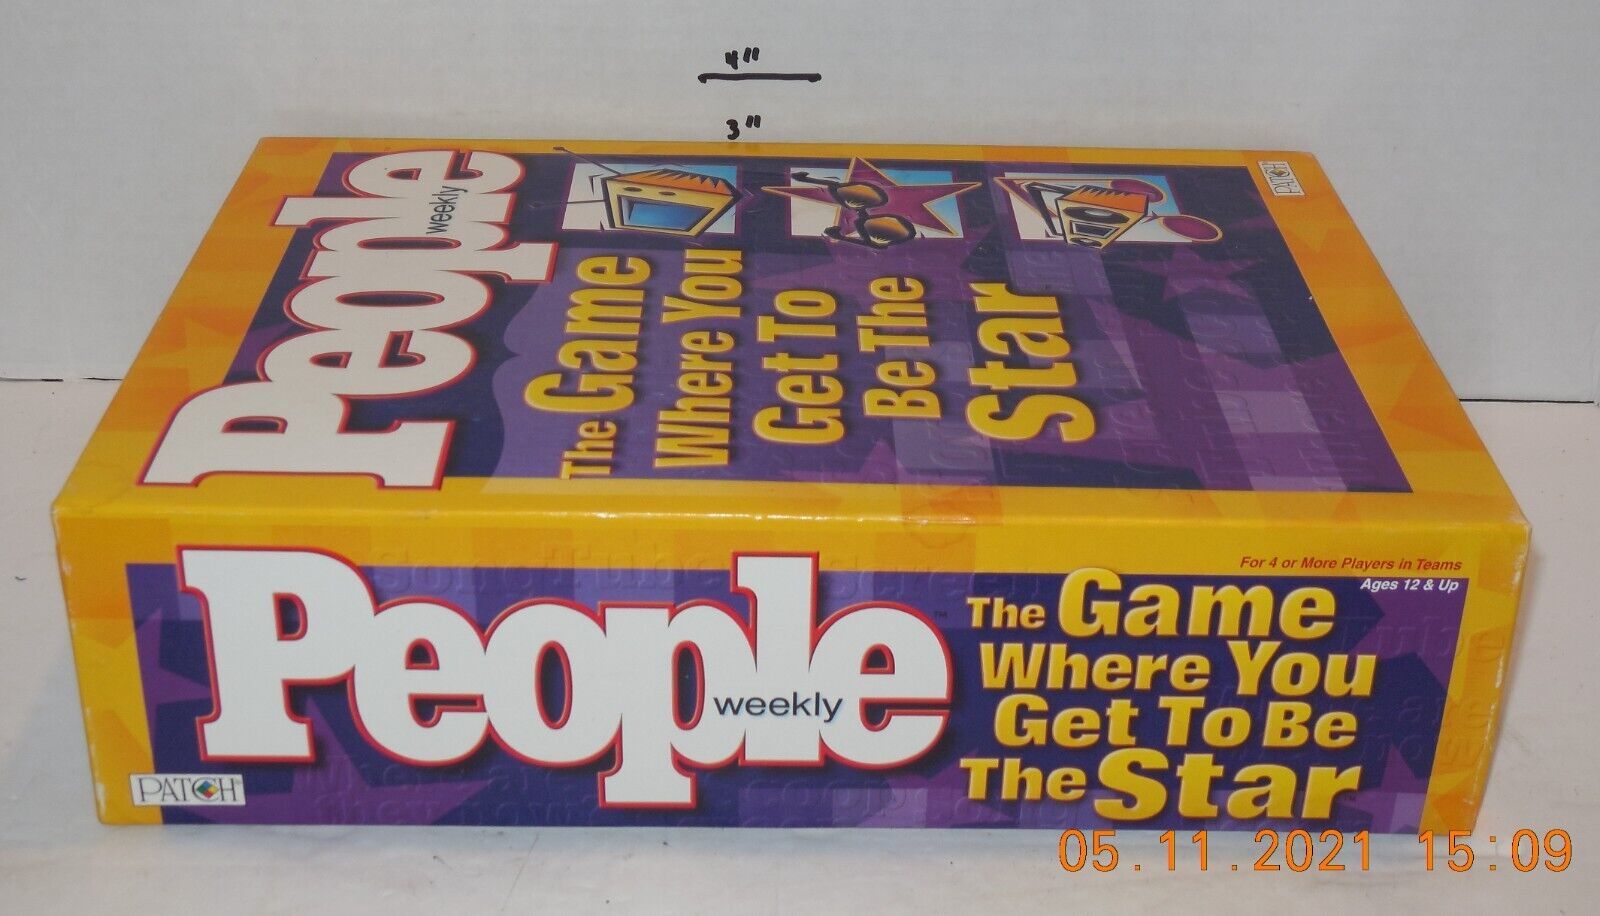 4"
3"
People
weekly
The Game
Where You
Get To
Be The
Star
PATCH
For 4 or More Players in Teams
Ages 12 & Up
People™
weekly
The Game
Where You
Get To Be
The Star™
PATCH®
05.11.2021 15:09